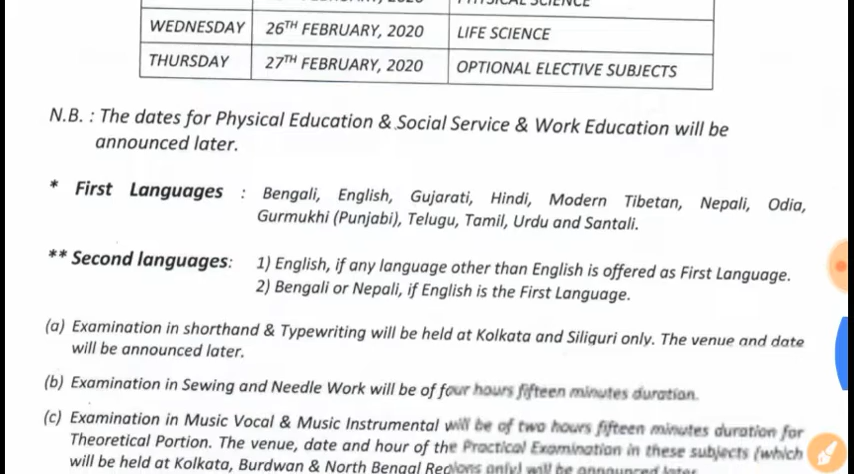 PHYSICAL SCIENCE
WEDNESDAY 26TH FEBRUARY, 2020 LIFE SCIENCE
THURSDAY 27TH FEBRUARY, 2020 OPTIONAL ELECTIVE SUBJECTS
N.B. : The dates for Physical Education & Social Service & Work Education will be
announced later.
* First Languages : Bengali, English, Gujarati, Hindi, Modern Tibetan, Nepali, Odia,
Gurmukhi (Punjabi), Telugu, Tamil, Urdu and Santali.
** Second languages: 1) English, if any language other than English is offered as First Language.
2) Bengali or Nepali, if English is the First Language.
(a) Examination in shorthand & Typewriting will be held at Kolkata and Siliguri only. The venue and date
will be announced later.
(b) Examination in Sewing and Needle Work will be of four hours fifteen minutes duration.
(c) Examination in Music Vocal & Music Instrumental will be of two hours fifteen minutes duration for
Theoretical Portion. The venue, date and hour of the Practical Examination in these subjects (which
will be held at Kolkata, Burdwan & North Bengal Regions only) will be announced later.